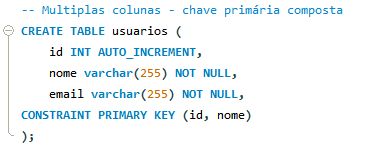 -- Multiplas colunas - chave primária composta
CREATE TABLE usuarios (
id INT AUTO_INCREMENT,
nome varchar(255) NOT NULL,
email varchar(255) NOT NULL,
CONSTRAINT PRIMARY KEY (id, nome)
);